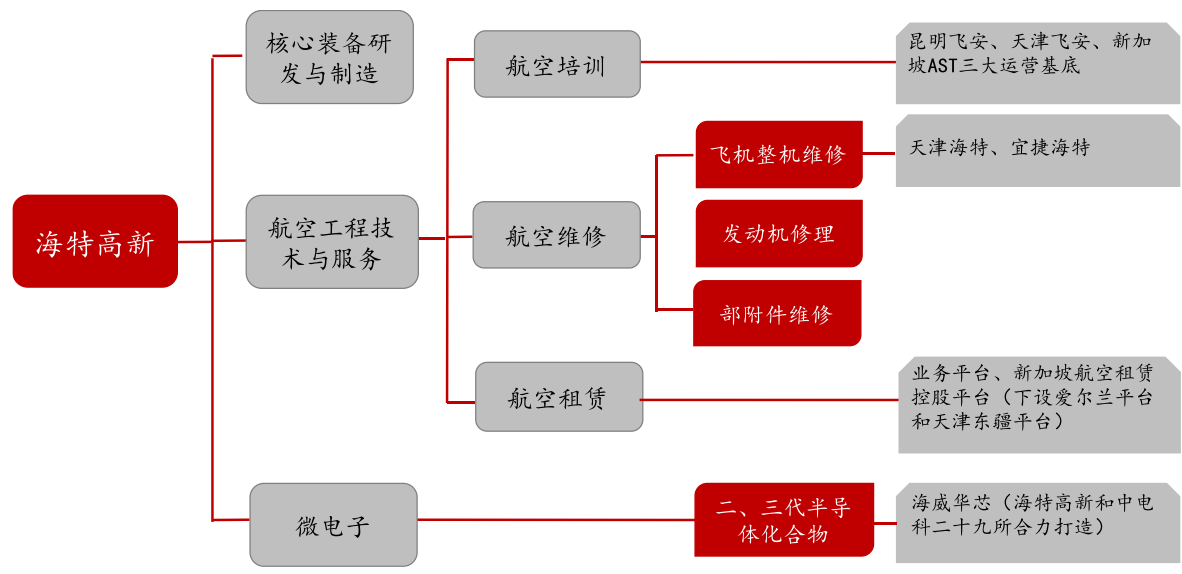 海特高新
核心装备研
发与制造
航空工程技
术与服务
航空培训
昆明飞安、天津飞安、新加
坡AST三大运营基底
航空维修
飞机整机维修
天津海特、宜捷海特
发动机修理
部附件维修
航空租赁
业务平台、新加坡航空租赁
控股平台（下设爱尔兰平台
和天津东疆平台）
微电子
二、三代半导
体化合物
海威华芯（海特高新和中电
科二十九所合力打造）